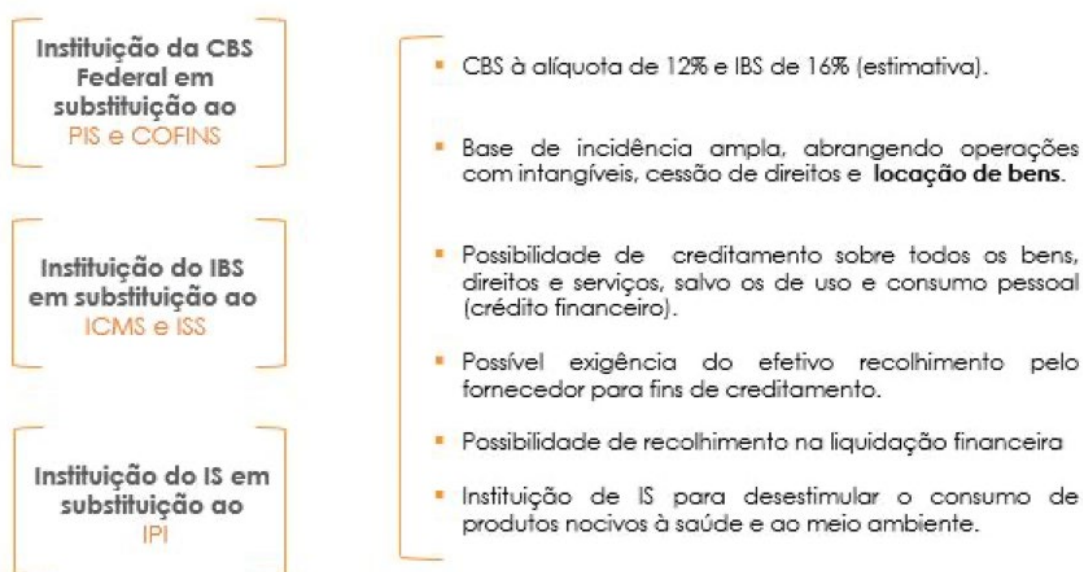 Instituição da CBS
Federal em
substituição ao
PIS e COFINS
Instituição do IBS
em substituição ao
ICMS e ISS
Instituição do IS em
substituição ao
IPI
▪ CBS à alíquota de 12% e IBS de 16% (estimativa).
▪ Base de incidência ampla, abrangendo operações
com intangíveis, cessão de direitos e locação de bens.
▪ Possibilidade de creditamento sobre todos os bens,
direitos e serviços, salvo os de uso e consumo pessoal
(crédito financeiro).
▪ Possível exigência do efetivo recolhimento pelo
fornecedor para fins de creditamento.
▪ Possibilidade de recolhimento na liquidação financeira
▪ Instituição de IS para desestimular o consumo de
produtos nocivos à saúde e ao meio ambiente.